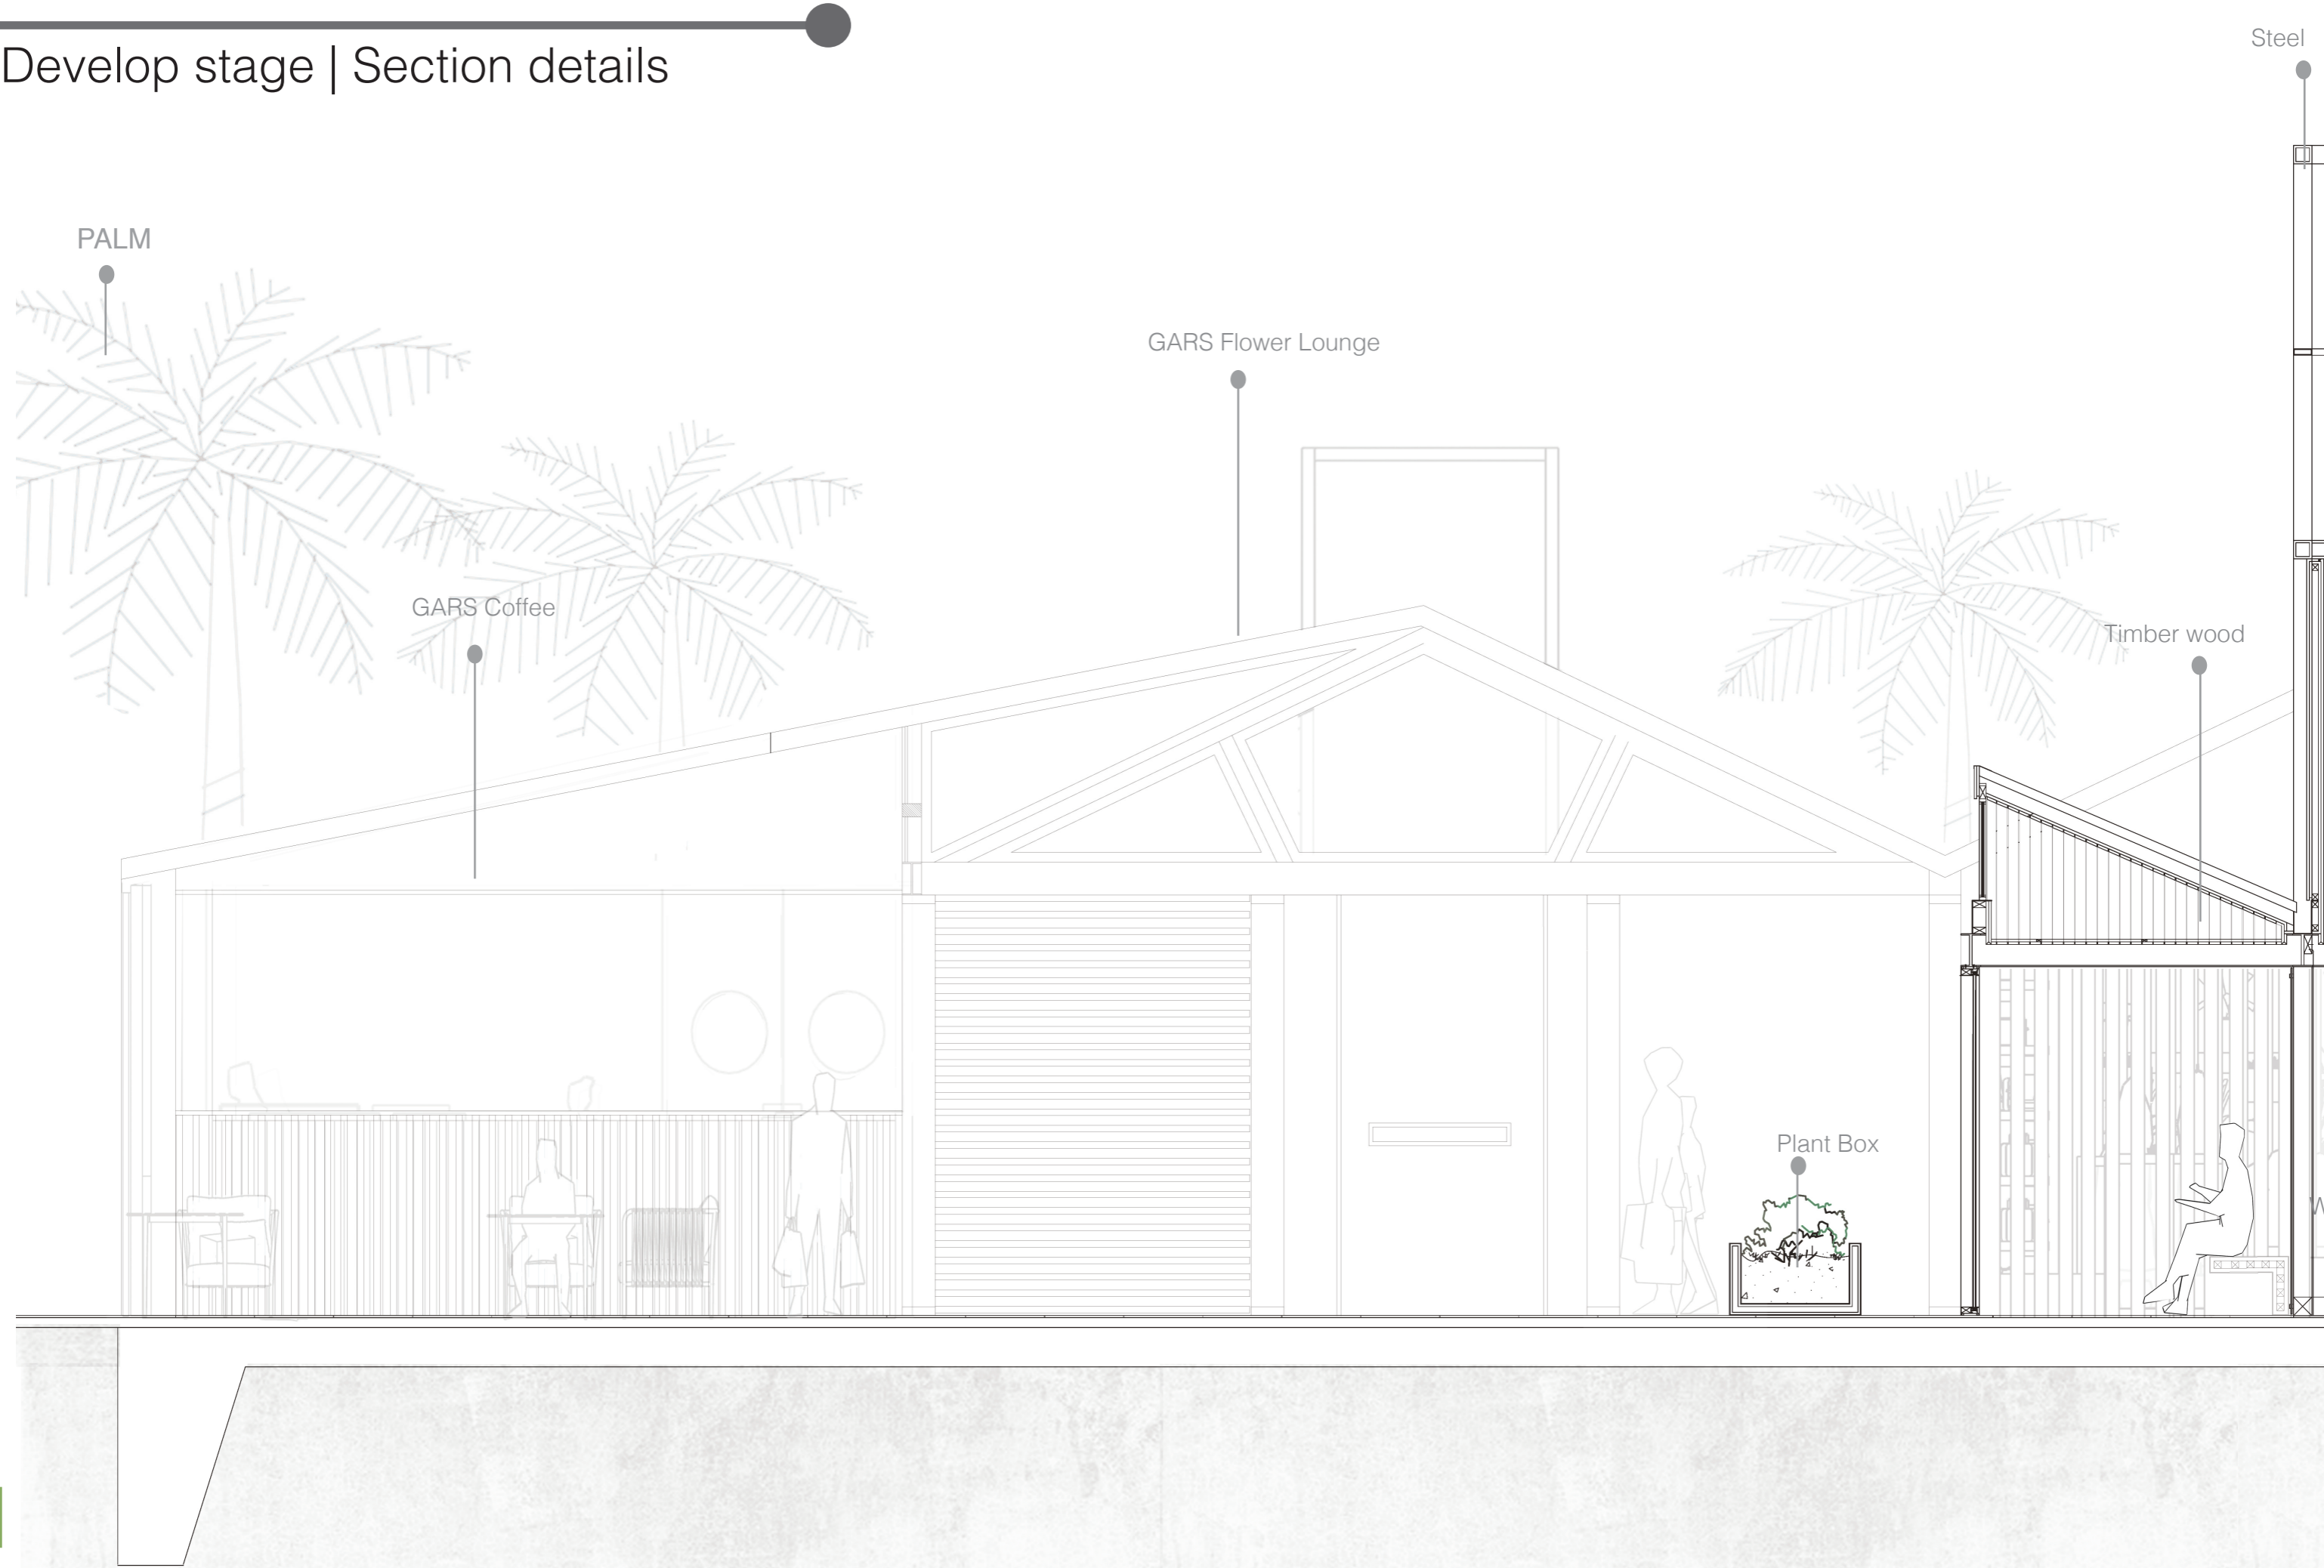 Develop stage | Section details
Steel
PALM
GARS Flower Lounge
GARS Coffee
Timber wood
Plant Box